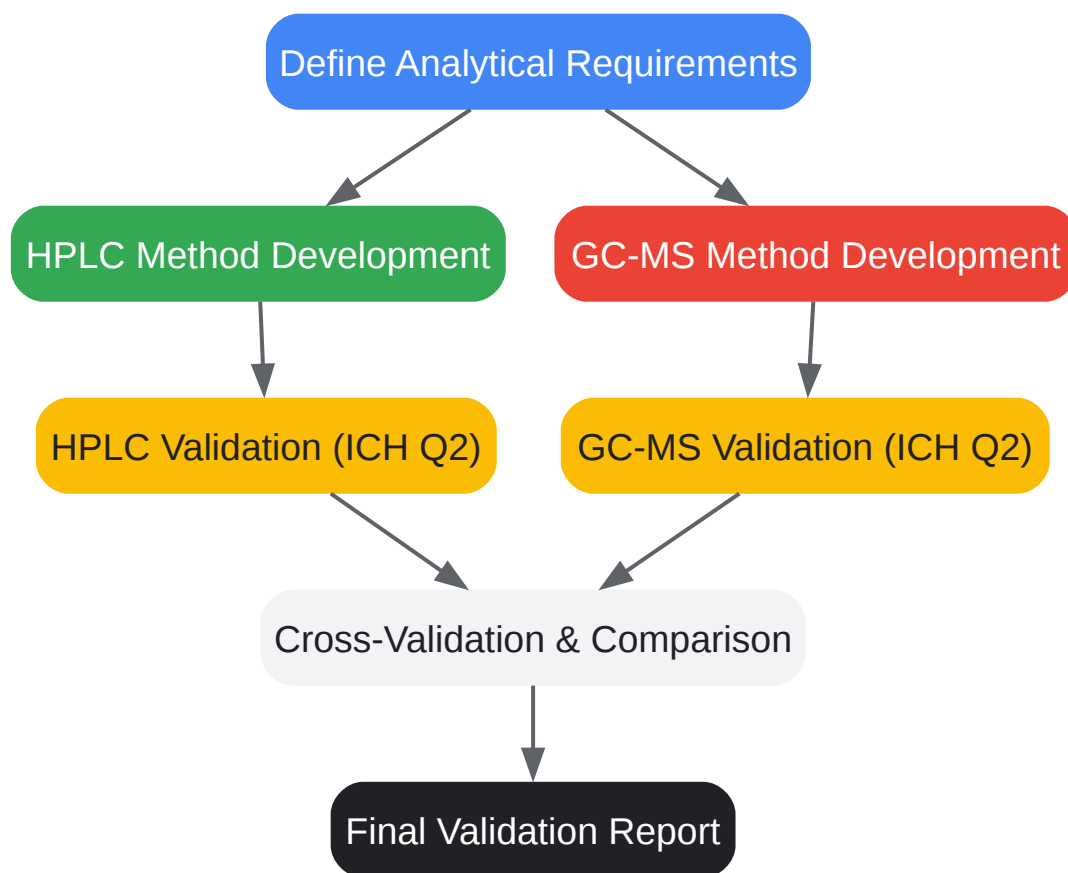 Define Analytical Requirements
HPLC Method Development
GC-MS Method Development
HPLC Validation (ICH Q2)
GC-MS Validation (ICH Q2)
Cross-Validation & Comparison
Final Validation Report